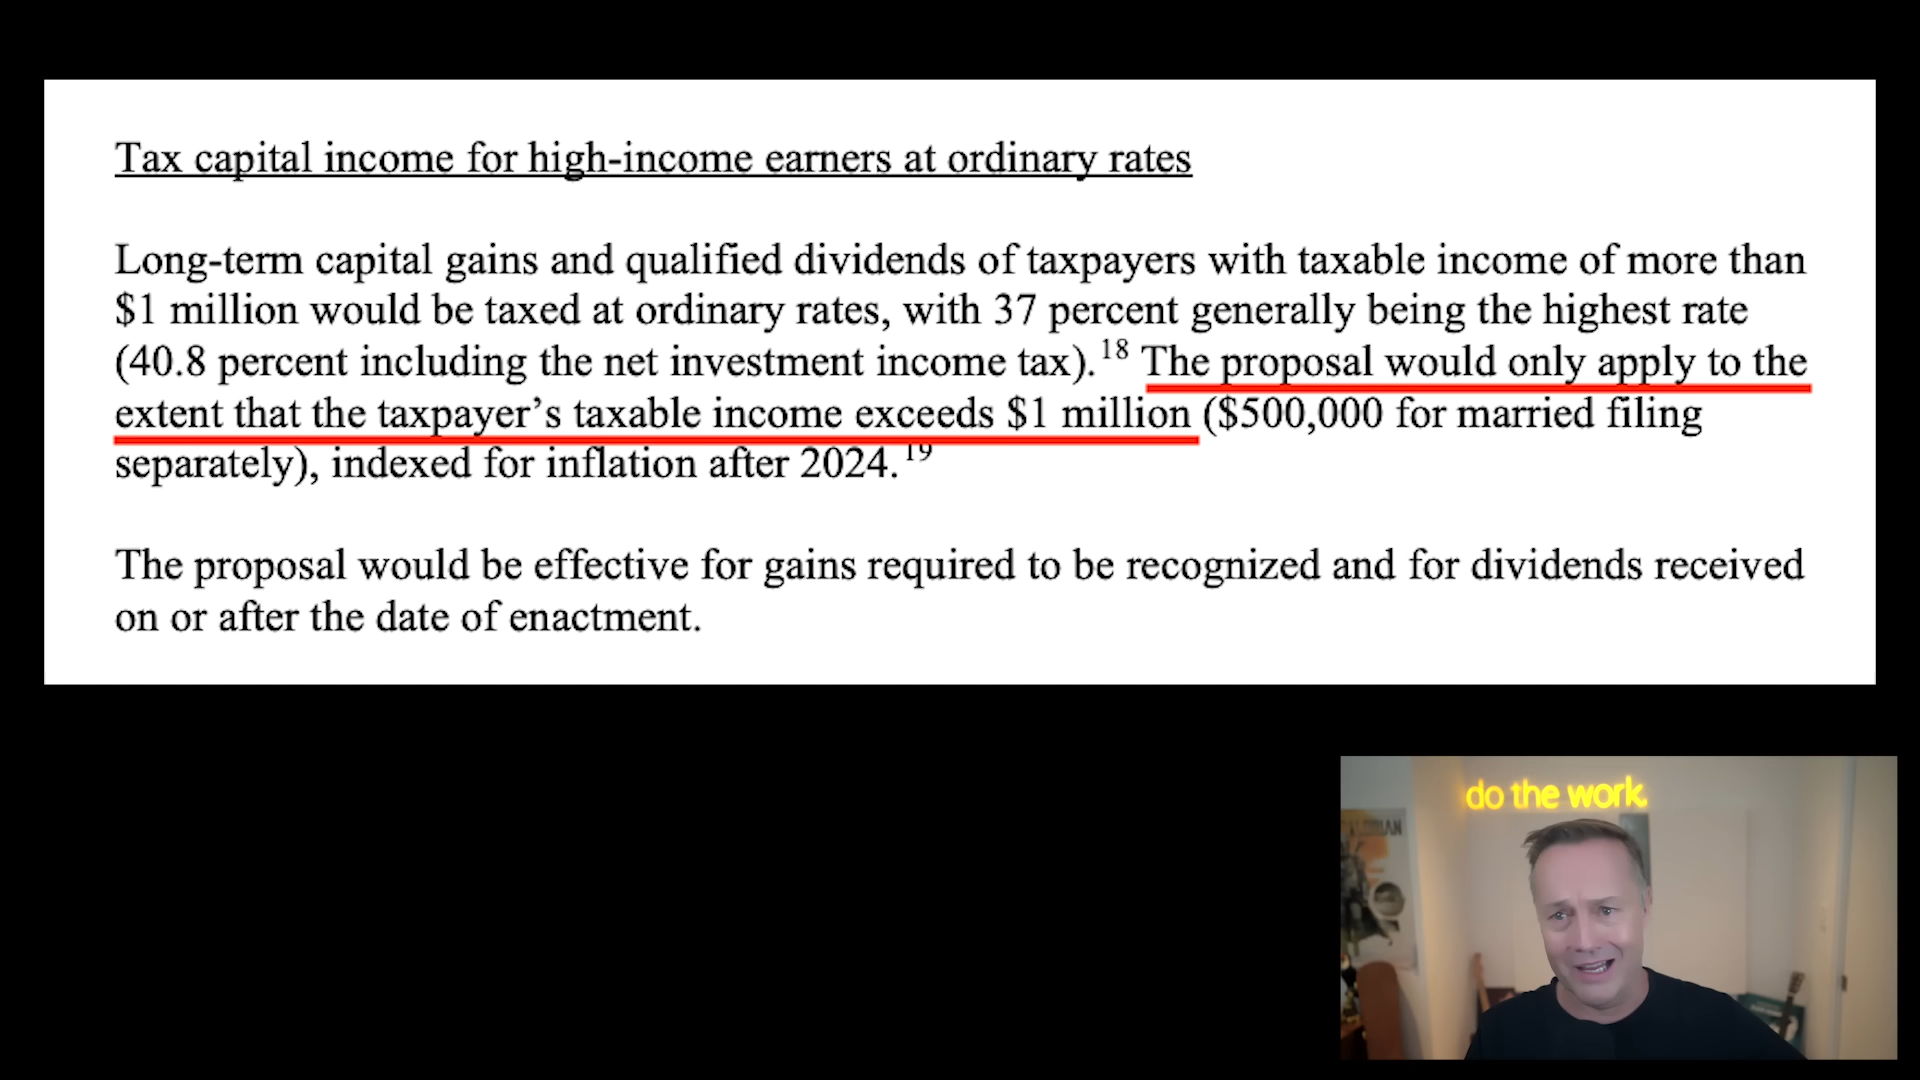 Tax capital income for high-income earners at ordinary rates
Long-term capital gains and qualified dividends of taxpayers with taxable income of more than
$1 million would be taxed at ordinary rates, with 37 percent generally being the highest rate
(40.8 percent including the net investment income tax).18 The proposal would only apply to the
extent that the taxpayer’s taxable income exceeds $1 million ($500,000 for married filing
separately), indexed for inflation after 2024.19
The proposal would be effective for gains required to be recognized and for dividends received
on or after the date of enactment.
do the work.